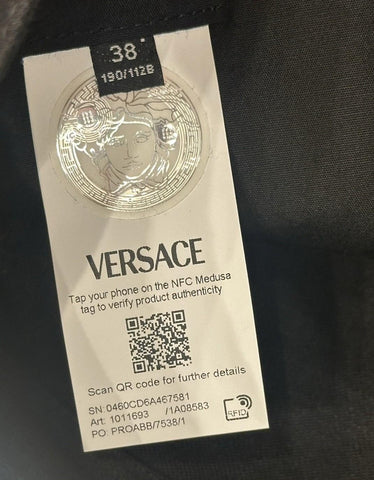 38
190/112B
VERSACE
Tap your phone on the NFC Medusa
tag to verify product authenticity
Scan QR code for further details
SN:0460CD6A467581
Art: 1011693 /1A08583
PO: PROABB/7538/1
RFID